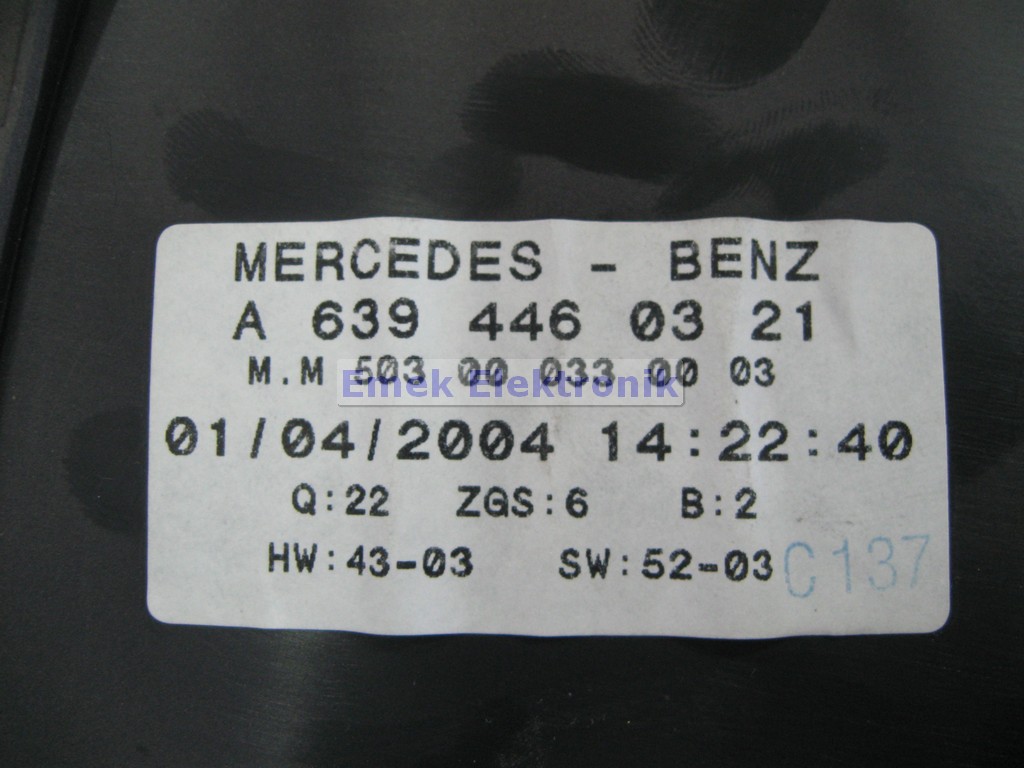 MERCEDES - BENZ
A 639 446 03 21
M.M 503 00 033 00 03
Emek Elektronik
01/04/2004 14:22:40
Q:22 ZGS:6 B:2
HW:43-03 SW:52-03 C137